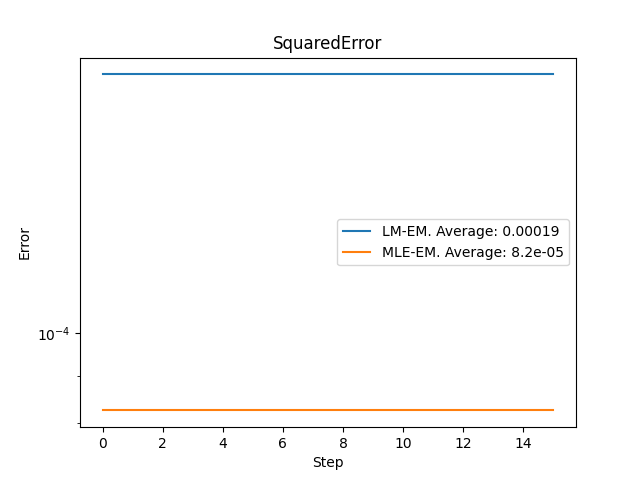 SquaredError
Error
10⁻⁴
LM-EM. Average: 0.00019
MLE-EM. Average: 8.2e-05
0 2 4 6 8 10 12 14
Step